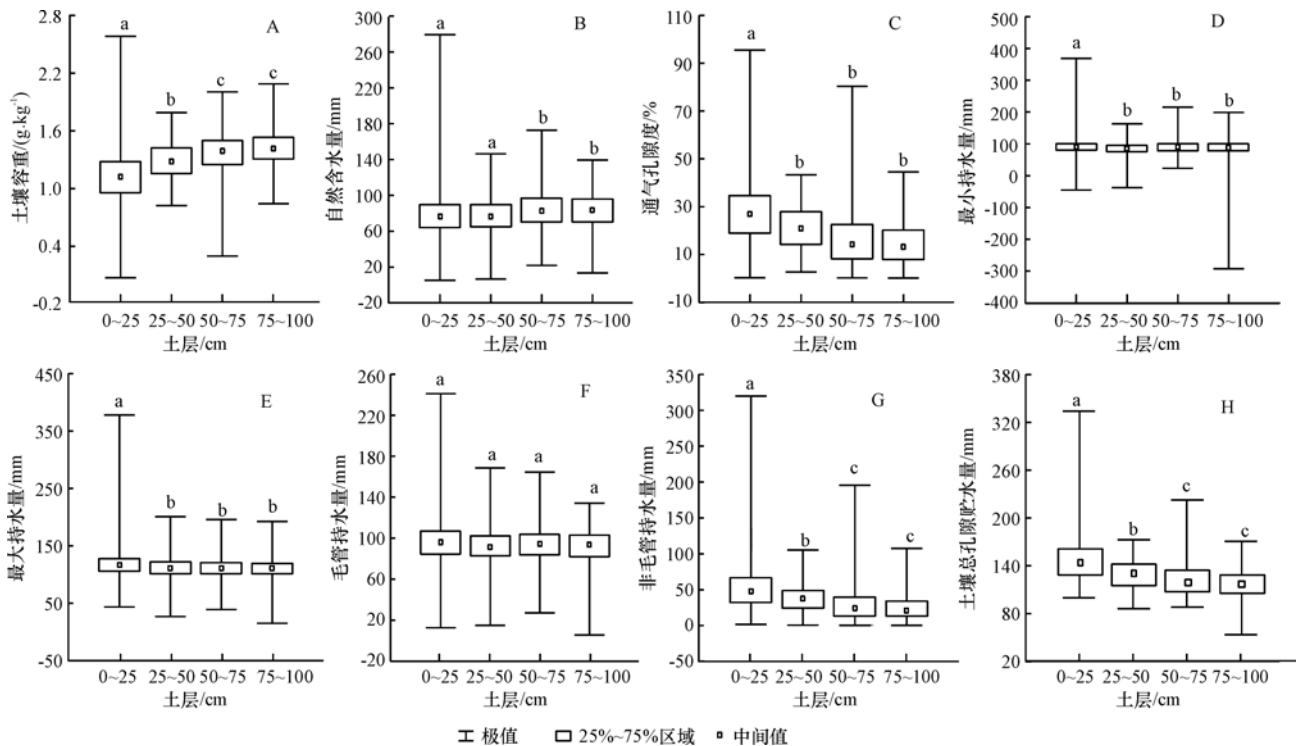 A
土壤容重/(g·kg⁻¹)
2.8
2.2
1.6
1.0
0.4
-0.2
a
b
c
c
0~25 25~50 50~75 75~100
土层/cm
B
自然含水量/mm
300
260
220
180
140
100
60
20
-20
a
a
b
b
0~25 25~50 50~75 75~100
土层/cm
C
通气孔隙度/%
110
90
70
50
30
10
-10
a
b
b
b
0~25 25~50 50~75 75~100
土层/cm
D
最小持水量/mm
500
400
300
200
100
0
-100
-200
-300
-400
a
b
b
b
0~25 25~50 50~75 75~100
土层/cm
E
最大持水量/mm
450
350
250
150
50
-50
a
b
b
b
0~25 25~50 50~75 75~100
土层/cm
F
毛管持水量/mm
260
220
180
140
100
60
20
-20
a
a
a
a
0~25 25~50 50~75 75~100
土层/cm
G
非毛管持水量/mm
350
300
250
200
150
100
50
0
-50
a
b
c
c
0~25 25~50 50~75 75~100
土层/cm
H
土壤总孔隙贮水量/mm
380
320
260
200
140
80
20
a
b
c
c
0~25 25~50 50~75 75~100
土层/cm
极值 25%~75%区域 中间值